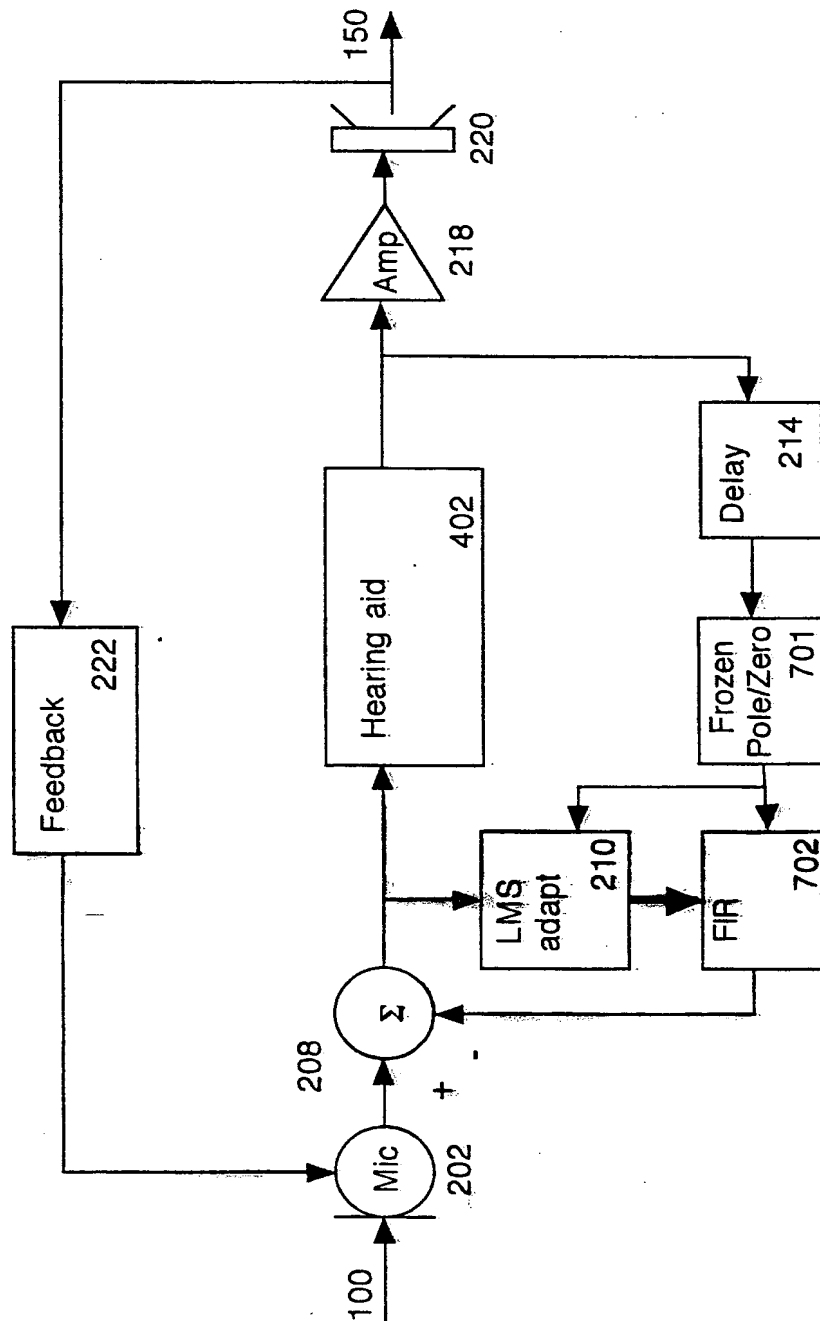 Feedback
222
100
Mic
202
208
Σ
+
-
Hearing aid
402
Amp
218
220
150
LMS
adapt
210
FIR
702
Frozen
Pole/Zero
701
Delay
214